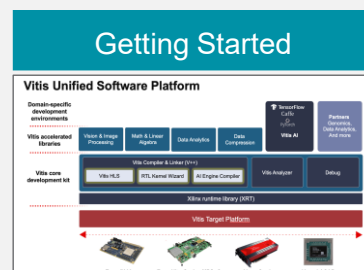 Getting Started
Vitis Unified Software Platform
Domain-specific
development
environments
TensorFlow
Caffe
PyTorch
Vitis AI
Partners
Genomics,
Data Analytics,
And more
Vitis accelerated
libraries
Vision & Image
Processing
Math & Linear
Algebra
Data Analytics
Data
Compression
Vitis core
development kit
Vitis Compiler & Linker (V++)
Vitis HLS
RTL Kernel Wizard
AI Engine Compiler
Vitis Analyzer
Debug
Xilinx runtime library (XRT)
Vitis Target Platform